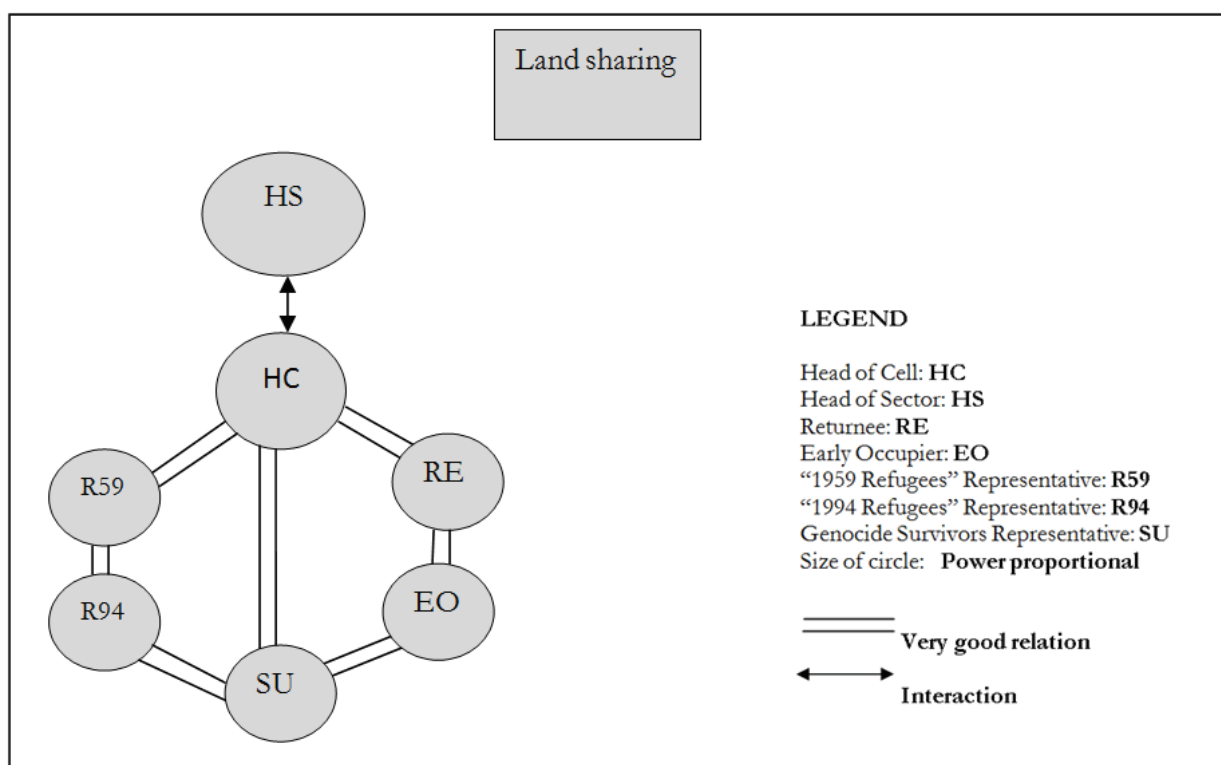 Land sharing
HS
HC
R59
RE
R94
EO
SU
LEGEND
Head of Cell: HC
Head of Sector: HS
Returnee: RE
Early Occupier: EO
“1959 Refugees” Representative: R59
“1994 Refugees” Representative: R94
Genocide Survivors Representative: SU
Size of circle: Power proportional
Very good relation
Interaction